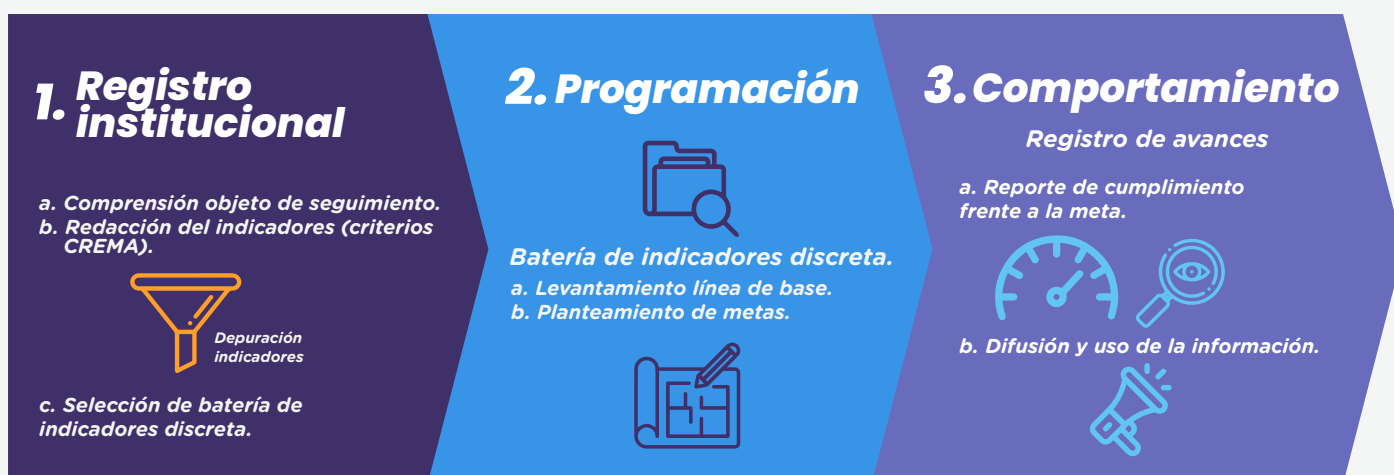 1. Registro
institucional
a. Comprensión objeto de seguimiento.
b. Redacción del indicadores (criterios
CREMA).
Depuración
indicadores
c. Selección de batería de
indicadores discreta.
2. Programación
Batería de indicadores discreta.
a. Levantamiento línea de base.
b. Planteamiento de metas.
3. Comportamiento
Registro de avances
a. Reporte de cumplimiento
frente a la meta.
b. Difusión y uso de la información.